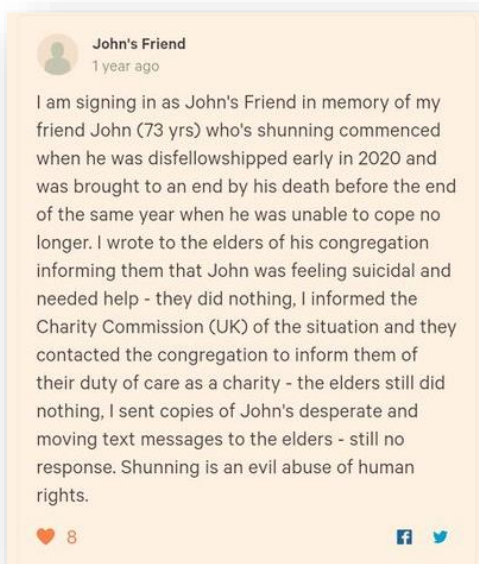 John's Friend
1 year ago
I am signing in as John's Friend in memory of my
friend John (73 yrs) who's shunning commenced
when he was disfellowshipped early in 2020 and
was brought to an end by his death before the end
of the same year when he was unable to cope no
longer. I wrote to the elders of his congregation
informing them that John was feeling suicidal and
needed help - they did nothing, I informed the
Charity Commission (UK) of the situation and they
contacted the congregation to inform them of
their duty of care as a charity - the elders still did
nothing, I sent copies of John's desperate and
moving text messages to the elders - still no
response. Shunning is an evil abuse of human
rights.
8